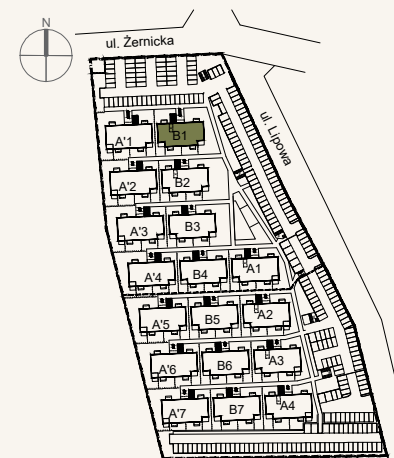 N
ul. Żernicka
ul. Lipowa
A'1 B1
A'2 B2
A'3 B3
A'4 B4 A1
A'5 B5 A2
A'6 B6 A3
A'7 B7 A4